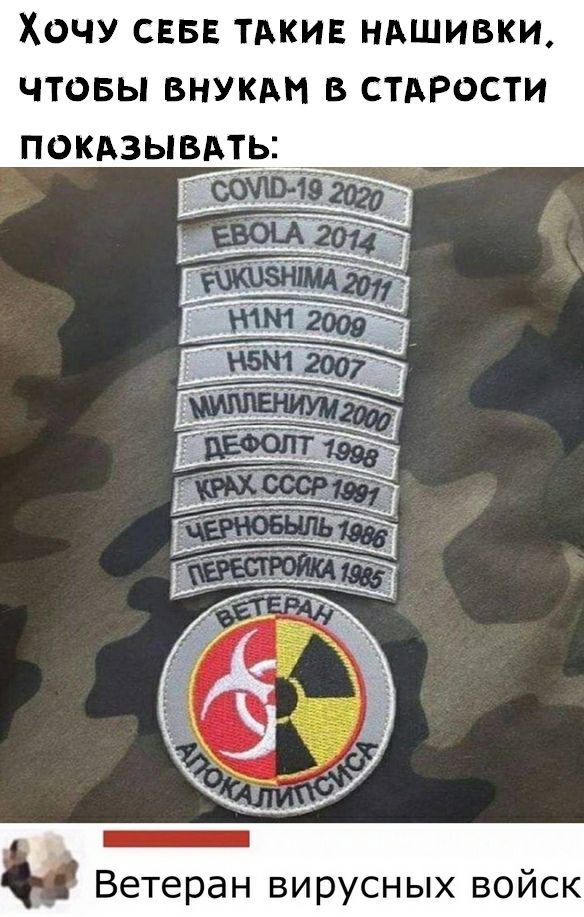 Хочу себе такие нашивки,
чтобы внукам в старости
показывать:
COVID-19 2020
EBOLA 2014
FUKUSHIMA 2011
H1N1 2009
H5N1 2007
МИЛЛЕНИУМ 2000
ДЕФОЛТ 1998
КРАХ СССР 1991
ЧЕРНОБЫЛЬ 1986
ПЕРЕСТРОЙКА 1985
ВЕТЕРАН
АПОКАЛИПСИСА
Ветеран вирусных войск